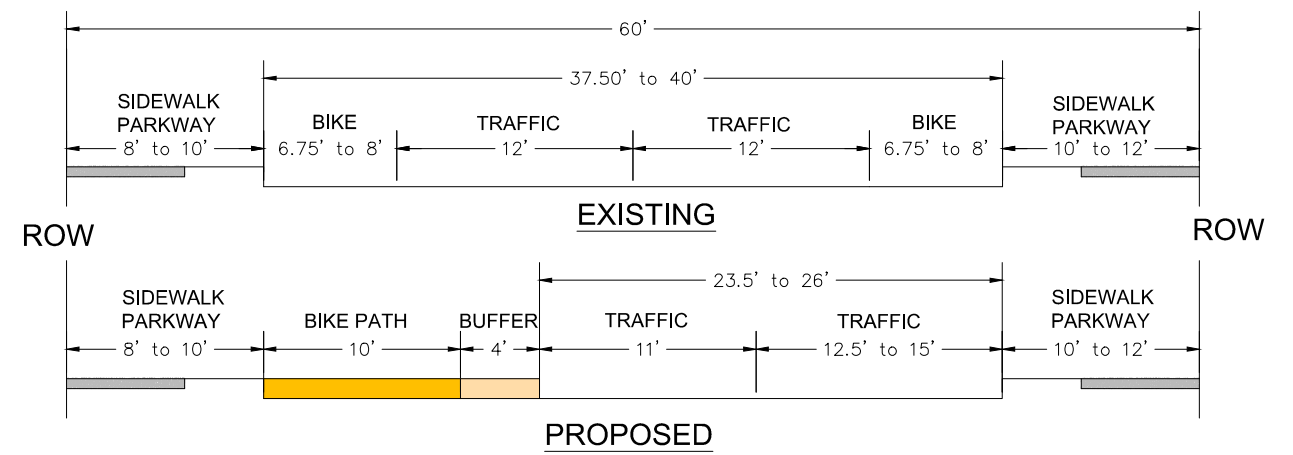 60'
37.50' to 40'
SIDEWALK
PARKWAY
8' to 10'
BIKE
6.75' to 8'
TRAFFIC
12'
TRAFFIC
12'
BIKE
6.75' to 8'
SIDEWALK
PARKWAY
10' to 12'
EXISTING
ROW
ROW
23.5' to 26'
SIDEWALK
PARKWAY
8' to 10'
BIKE PATH
10'
BUFFER
4'
TRAFFIC
11'
TRAFFIC
12.5' to 15'
SIDEWALK
PARKWAY
10' to 12'
PROPOSED